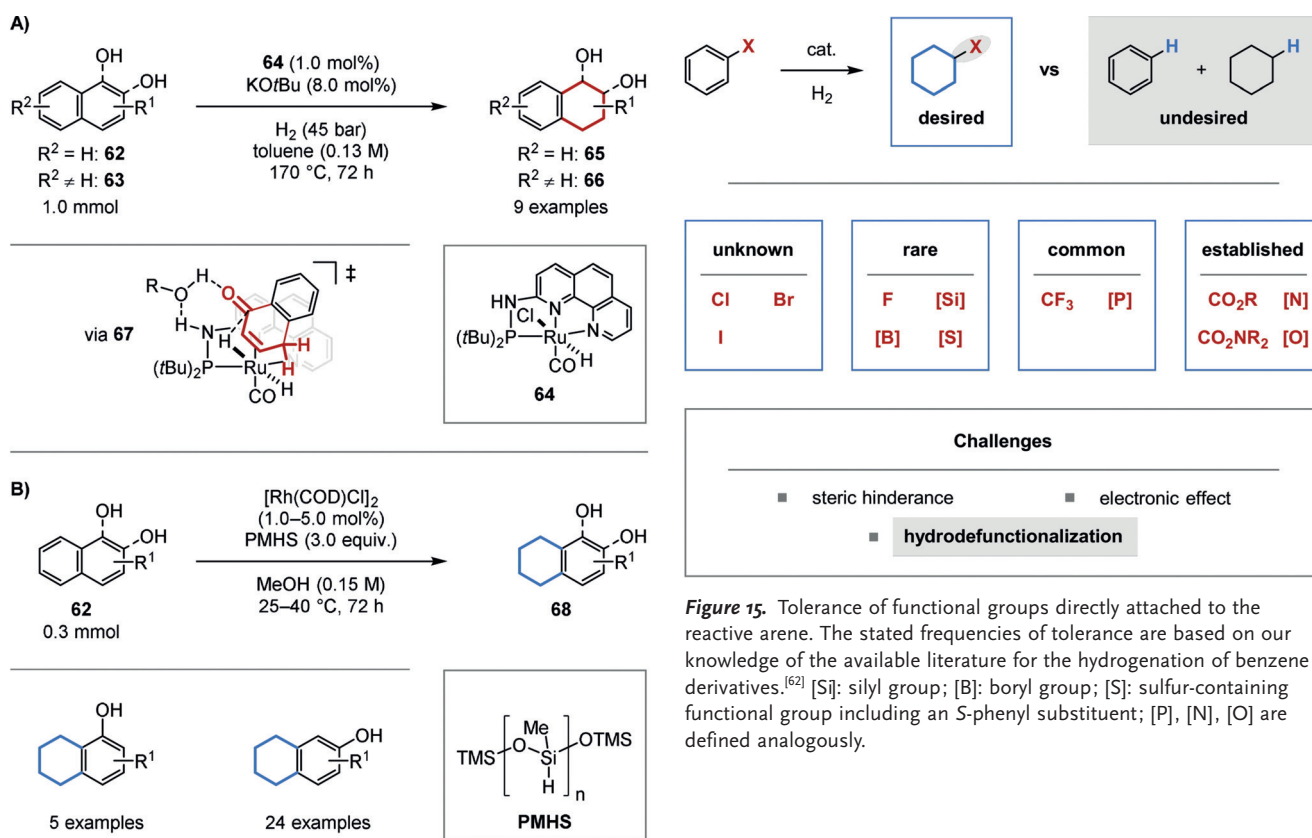 A)
OH
OH
R²
R¹
64 (1.0 mol%)
KOtBu (8.0 mol%)
H₂ (45 bar)
toluene (0.13 M)
170 °C, 72 h
OH
OH
R²
R¹
R² = H: 62
R² ≠ H: 63
1.0 mmol
R² = H: 65
R² ≠ H: 66
9 examples
via 67
R
H
O
O
H
N
H
H
H
(tBu)₂P
Ru
H
CO
N
‡
HN
Cl
N
N
(tBu)₂P
Ru
H
CO
64
B)
OH
OH
R¹
62
0.3 mmol
[Rh(COD)Cl]₂
(1.0–5.0 mol%)
PMHS (3.0 equiv.)
MeOH (0.15 M)
25–40 °C, 72 h
OH
OH
R¹
68
OH
R¹
5 examples
OH
R¹
24 examples
TMS
O
Me
Si
H
OTMS
n
PMHS
X
cat.
H₂
X
desired
vs
H
+
H
undesired
unknown
Cl Br
I
rare
F [Si]
[B] [S]
common
CF₃ [P]
established
CO₂R [N]
CO₂NR₂ [O]
Challenges
■ steric hinderance ■ electronic effect
■ hydrodefunctionalization
Figure 15. Tolerance of functional groups directly attached to the
reactive arene. The stated frequencies of tolerance are based on our
knowledge of the available literature for the hydrogenation of benzene
derivatives.[62] [Si]: silyl group; [B]: boryl group; [S]: sulfur-containing
functional group including an S-phenyl substituent; [P], [N], [O] are
defined analogously.